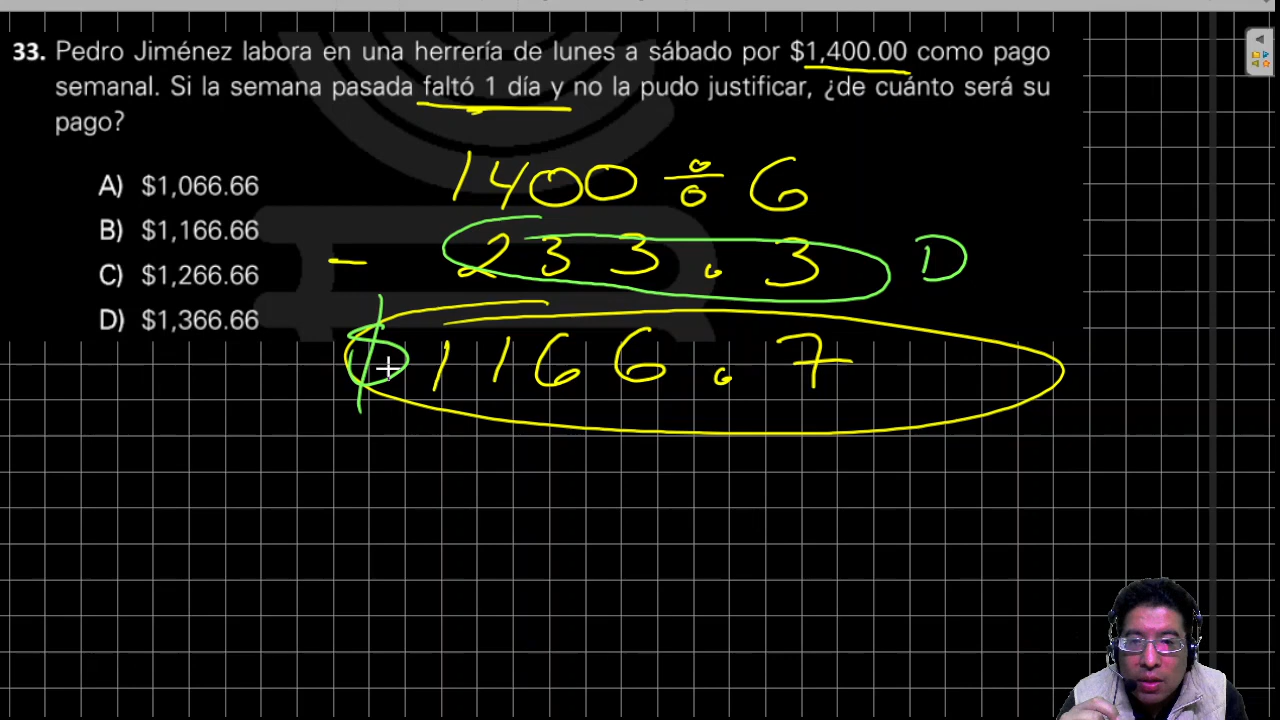 33. Pedro Jiménez labora en una herrería de lunes a sábado por $1,400.00 como pago
semanal. Si la semana pasada faltó 1 día y no la pudo justificar, ¿de cuánto será su
pago?
A) $1,066.66
B) $1,166.66
C) $1,266.66
D) $1,366.66
1400 ÷ 6
- 233.3 D
1166.7